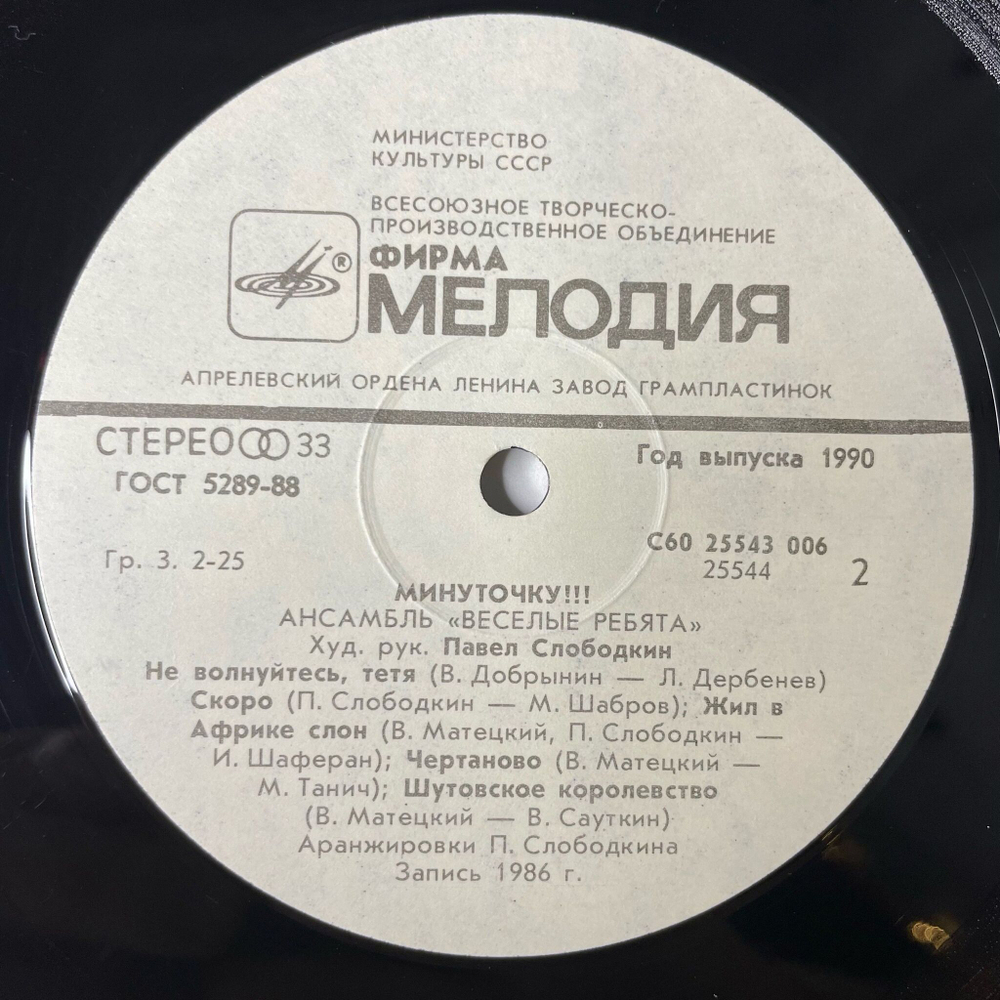 МИНИСТЕРСТВО
КУЛЬТУРЫ СССР
ВСЕСОЮЗНОЕ ТВОРЧЕСКО-
ПРОИЗВОДСТВЕННОЕ ОБЪЕДИНЕНИЕ
ФИРМА
®
МЕЛОДИЯ
АПРЕЛЕВСКИЙ ОРДЕНА ЛЕНИНА ЗАВОД ГРАМПЛАСТИНОК
СТЕРЕО 33
Год выпуска 1990
ГОСТ 5289-88
С60 25543 006
Гр. 3. 2-25
25544
2
МИНУТОЧКУ!!!
АНСАМБЛЬ «ВЕСЕЛЫЕ РЕБЯТА»
Худ. рук. Павел Слободкин
Не волнуйтесь, тетя (В. Добрынин — Л. Дербенев)
Скоро (П. Слободкин — М. Шабров); Жил в
Африке слон (В. Матецкий, П. Слободкин —
И. Шаферан); Чертаново (В. Матецкий —
М. Танич); Шутовское королевство
(В. Матецкий — В. Сауткин)
Аранжировки П. Слободкина
Запись 1986 г.